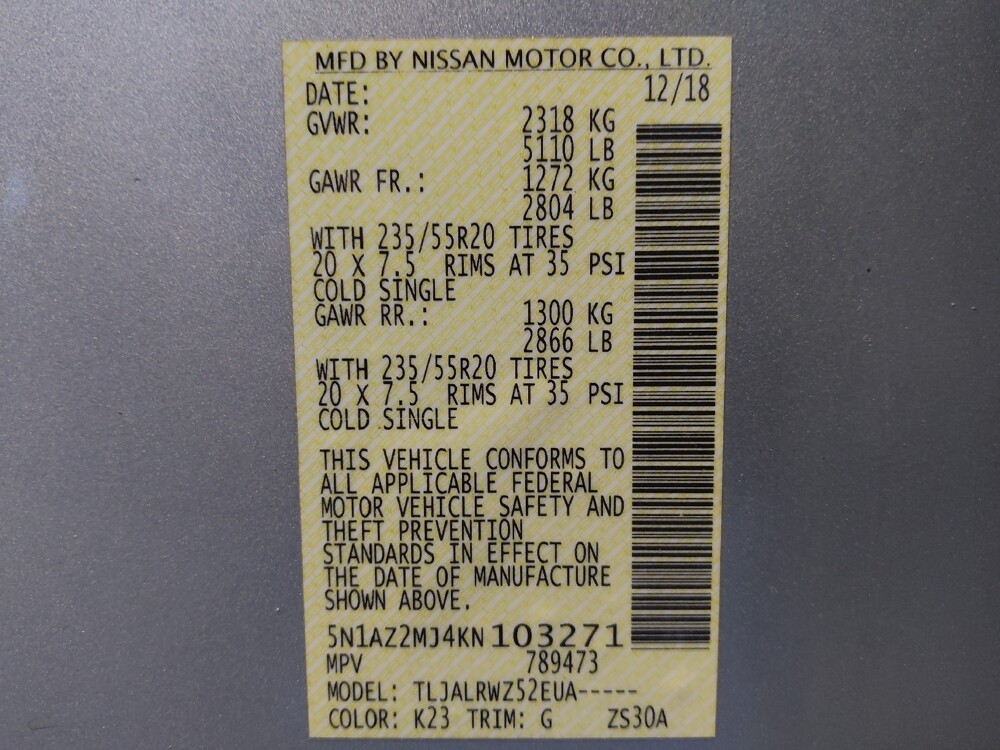 MFD BY NISSAN MOTOR CO., LTD.
DATE: 12/18
GVWR: 2318 KG
5110 LB
GAWR FR.: 1272 KG
2804 LB
WITH 235/55R20 TIRES
20 X 7.5 RIMS AT 35 PSI
COLD SINGLE
GAWR RR.: 1300 KG
2866 LB
WITH 235/55R20 TIRES
20 X 7.5 RIMS AT 35 PSI
COLD SINGLE
THIS VEHICLE CONFORMS TO
ALL APPLICABLE FEDERAL
MOTOR VEHICLE SAFETY AND
THEFT PREVENTION
STANDARDS IN EFFECT ON
THE DATE OF MANUFACTURE
SHOWN ABOVE.
5N1AZ2MJ4KN103271
MPV 789473
MODEL: TLJALRWZ52EUA-----
COLOR: K23 TRIM: G ZS30A